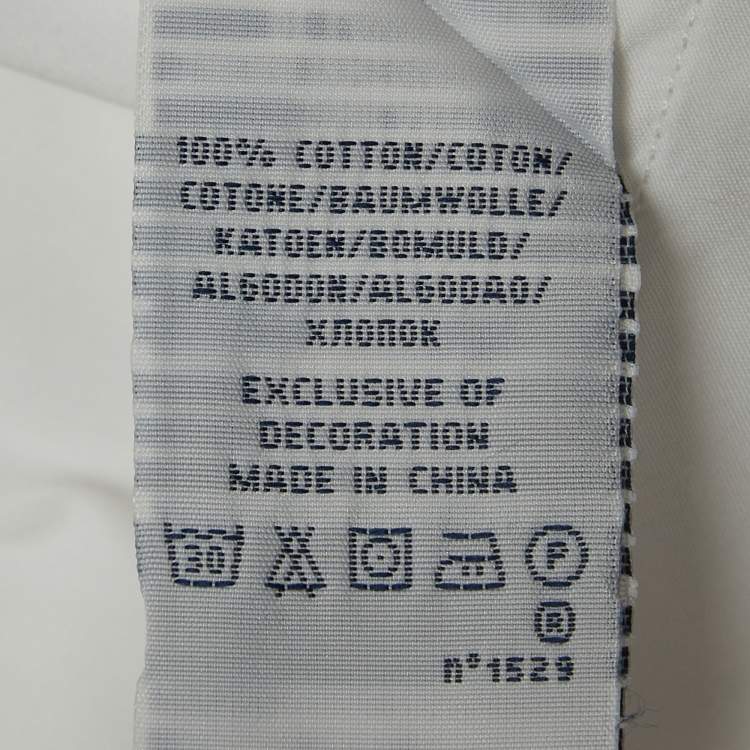 100% COTTON/COTON/
COTONE/BAUMWOLLE/
KATOEN/BOMULD/
ALGODON/ALGODAO/
ХЛОПОК
EXCLUSIVE OF
DECORATION
MADE IN CHINA
30 P
®
n°1529